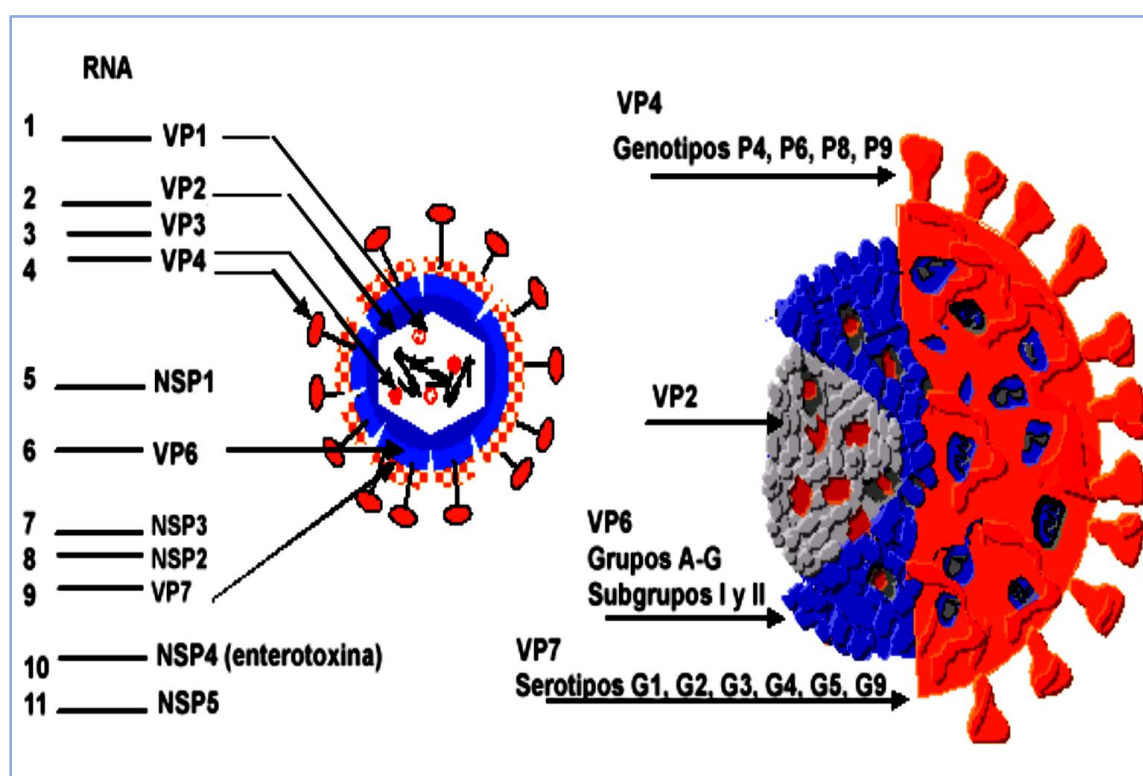 RNA
1 VP1
2 VP2
3 VP3
4 VP4
5 NSP1
6 VP6
7 NSP3
8 NSP2
9 VP7
10 NSP4 (enterotoxina)
11 NSP5
VP4
Genotipos P4, P6, P8, P9
VP2
VP6
Grupos A-G
Subgrupos I y II
VP7
Serotipos G1, G2, G3, G4, G5, G9